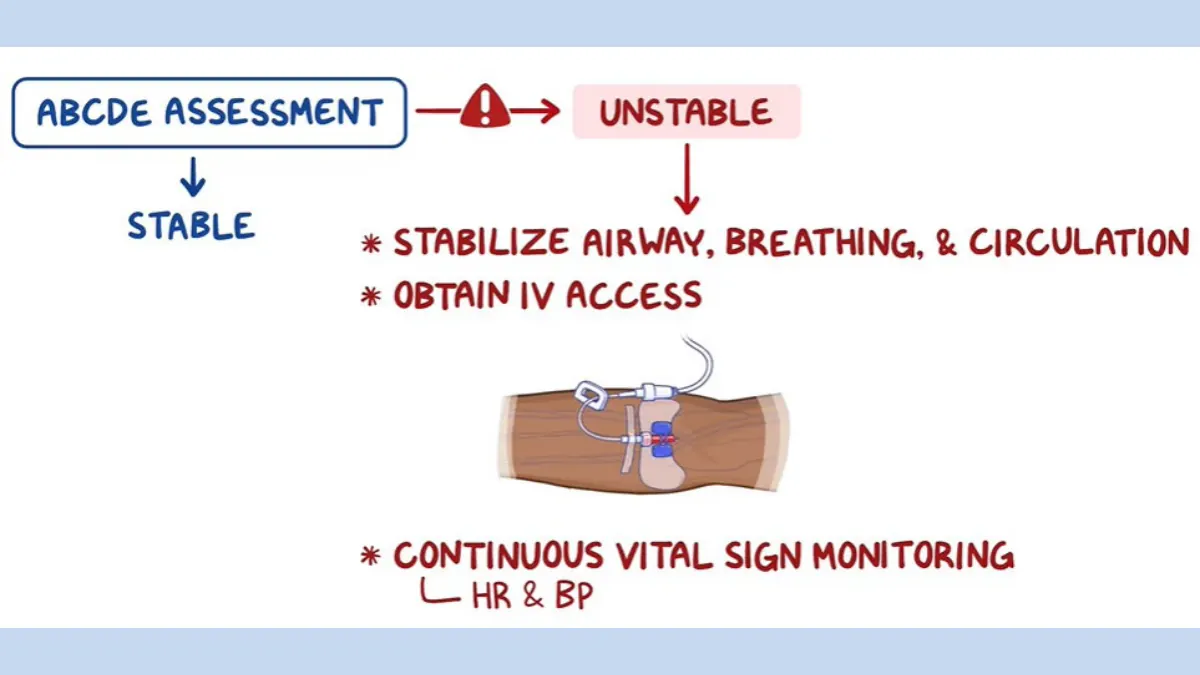 ABCDE ASSESSMENT
UNSTABLE
STABLE
* STABILIZE AIRWAY, BREATHING, & CIRCULATION
* OBTAIN IV ACCESS
* CONTINUOUS VITAL SIGN MONITORING
HR & BP